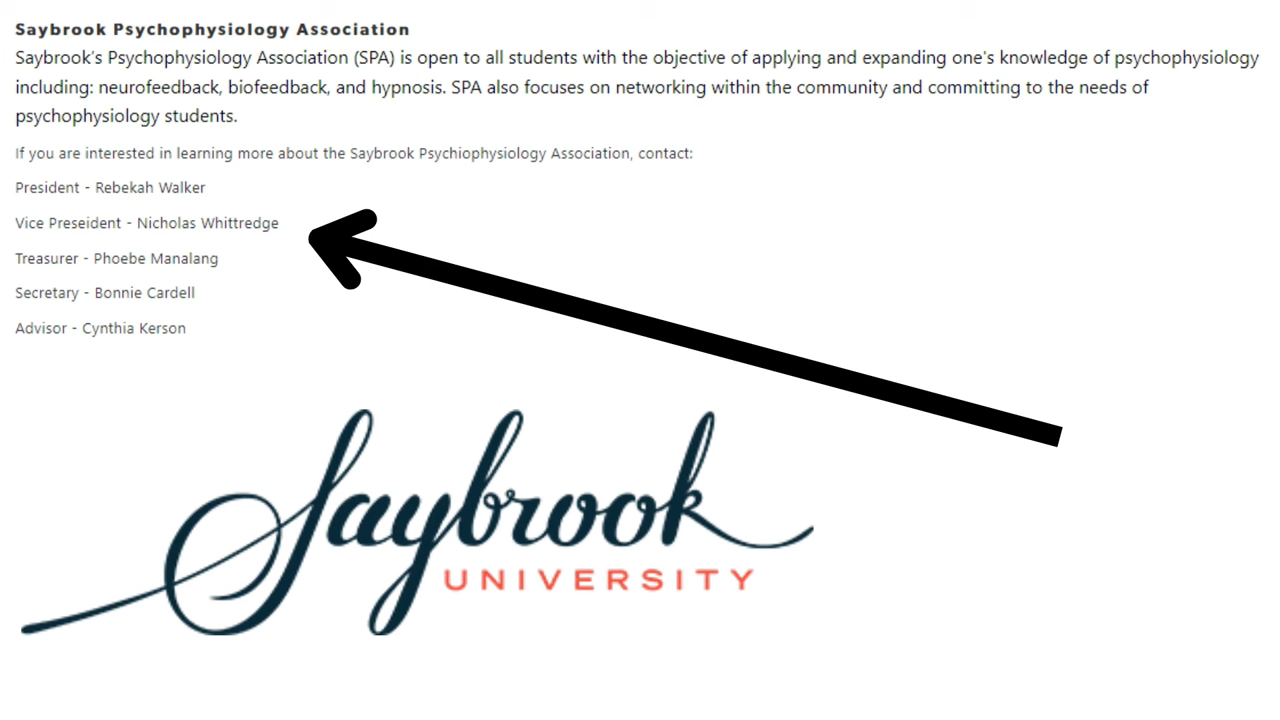 Saybrook Psychophysiology Association
Saybrook's Psychophysiology Association (SPA) is open to all students with the objective of applying and expanding one's knowledge of psychophysiology
including: neurofeedback, biofeedback, and hypnosis. SPA also focuses on networking within the community and committing to the needs of
psychophysiology students.
If you are interested in learning more about the Saybrook Psychiophysiology Association, contact:
President - Rebekah Walker
Vice Preseident - Nicholas Whittredge
Treasurer - Phoebe Manalang
Secretary - Bonnie Cardell
Advisor - Cynthia Kerson
Saybrook
UNIVERSITY